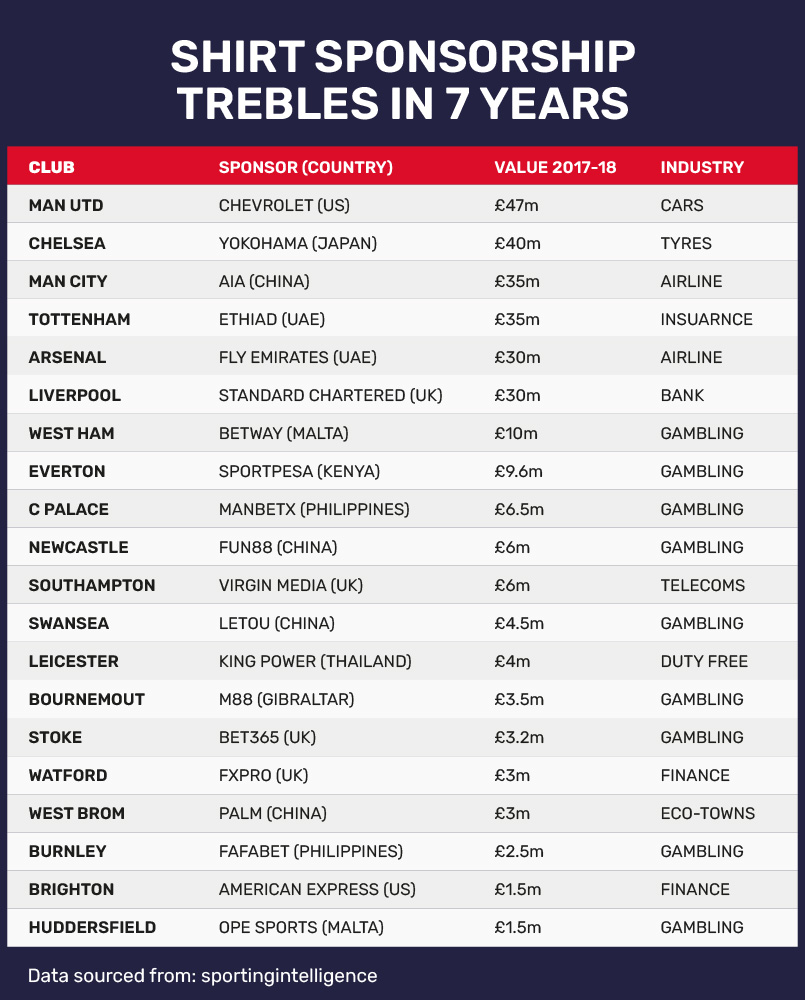 SHIRT SPONSORSHIP
TREBLES IN 7 YEARS
CLUB SPONSOR (COUNTRY) VALUE 2017-18 INDUSTRY
MAN UTD CHEVROLET (US) £47m CARS
CHELSEA YOKOHAMA (JAPAN) £40m TYRES
MAN CITY AIA (CHINA) £35m AIRLINE
TOTTENHAM ETHIAD (UAE) £35m INSUARNCE
ARSENAL FLY EMIRATES (UAE) £30m AIRLINE
LIVERPOOL STANDARD CHARTERED (UK) £30m BANK
WEST HAM BETWAY (MALTA) £10m GAMBLING
EVERTON SPORTPESA (KENYA) £9.6m GAMBLING
C PALACE MANBETX (PHILIPPINES) £6.5m GAMBLING
NEWCASTLE FUN88 (CHINA) £6m GAMBLING
SOUTHAMPTON VIRGIN MEDIA (UK) £6m TELECOMS
SWANSEA LETOU (CHINA) £4.5m GAMBLING
LEICESTER KING POWER (THAILAND) £4m DUTY FREE
BOURNEMOUT M88 (GIBRALTAR) £3.5m GAMBLING
STOKE BET365 (UK) £3.2m GAMBLING
WATFORD FXPRO (UK) £3m FINANCE
WEST BROM PALM (CHINA) £3m ECO-TOWNS
BURNLEY FAFABET (PHILIPPINES) £2.5m GAMBLING
BRIGHTON AMERICAN EXPRESS (US) £1.5m FINANCE
HUDDERSFIELD OPE SPORTS (MALTA) £1.5m GAMBLING
Data sourced from: sportingintelligence